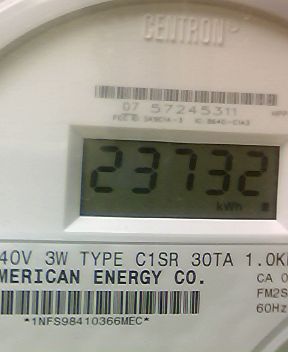 CENTRON
07 57245311
23732
kWh
40V 3W TYPE C1SR 30TA 1.0K
MERICAN ENERGY CO.
CA 0
FM2S
60Hz
*1NFS98410366MEC*